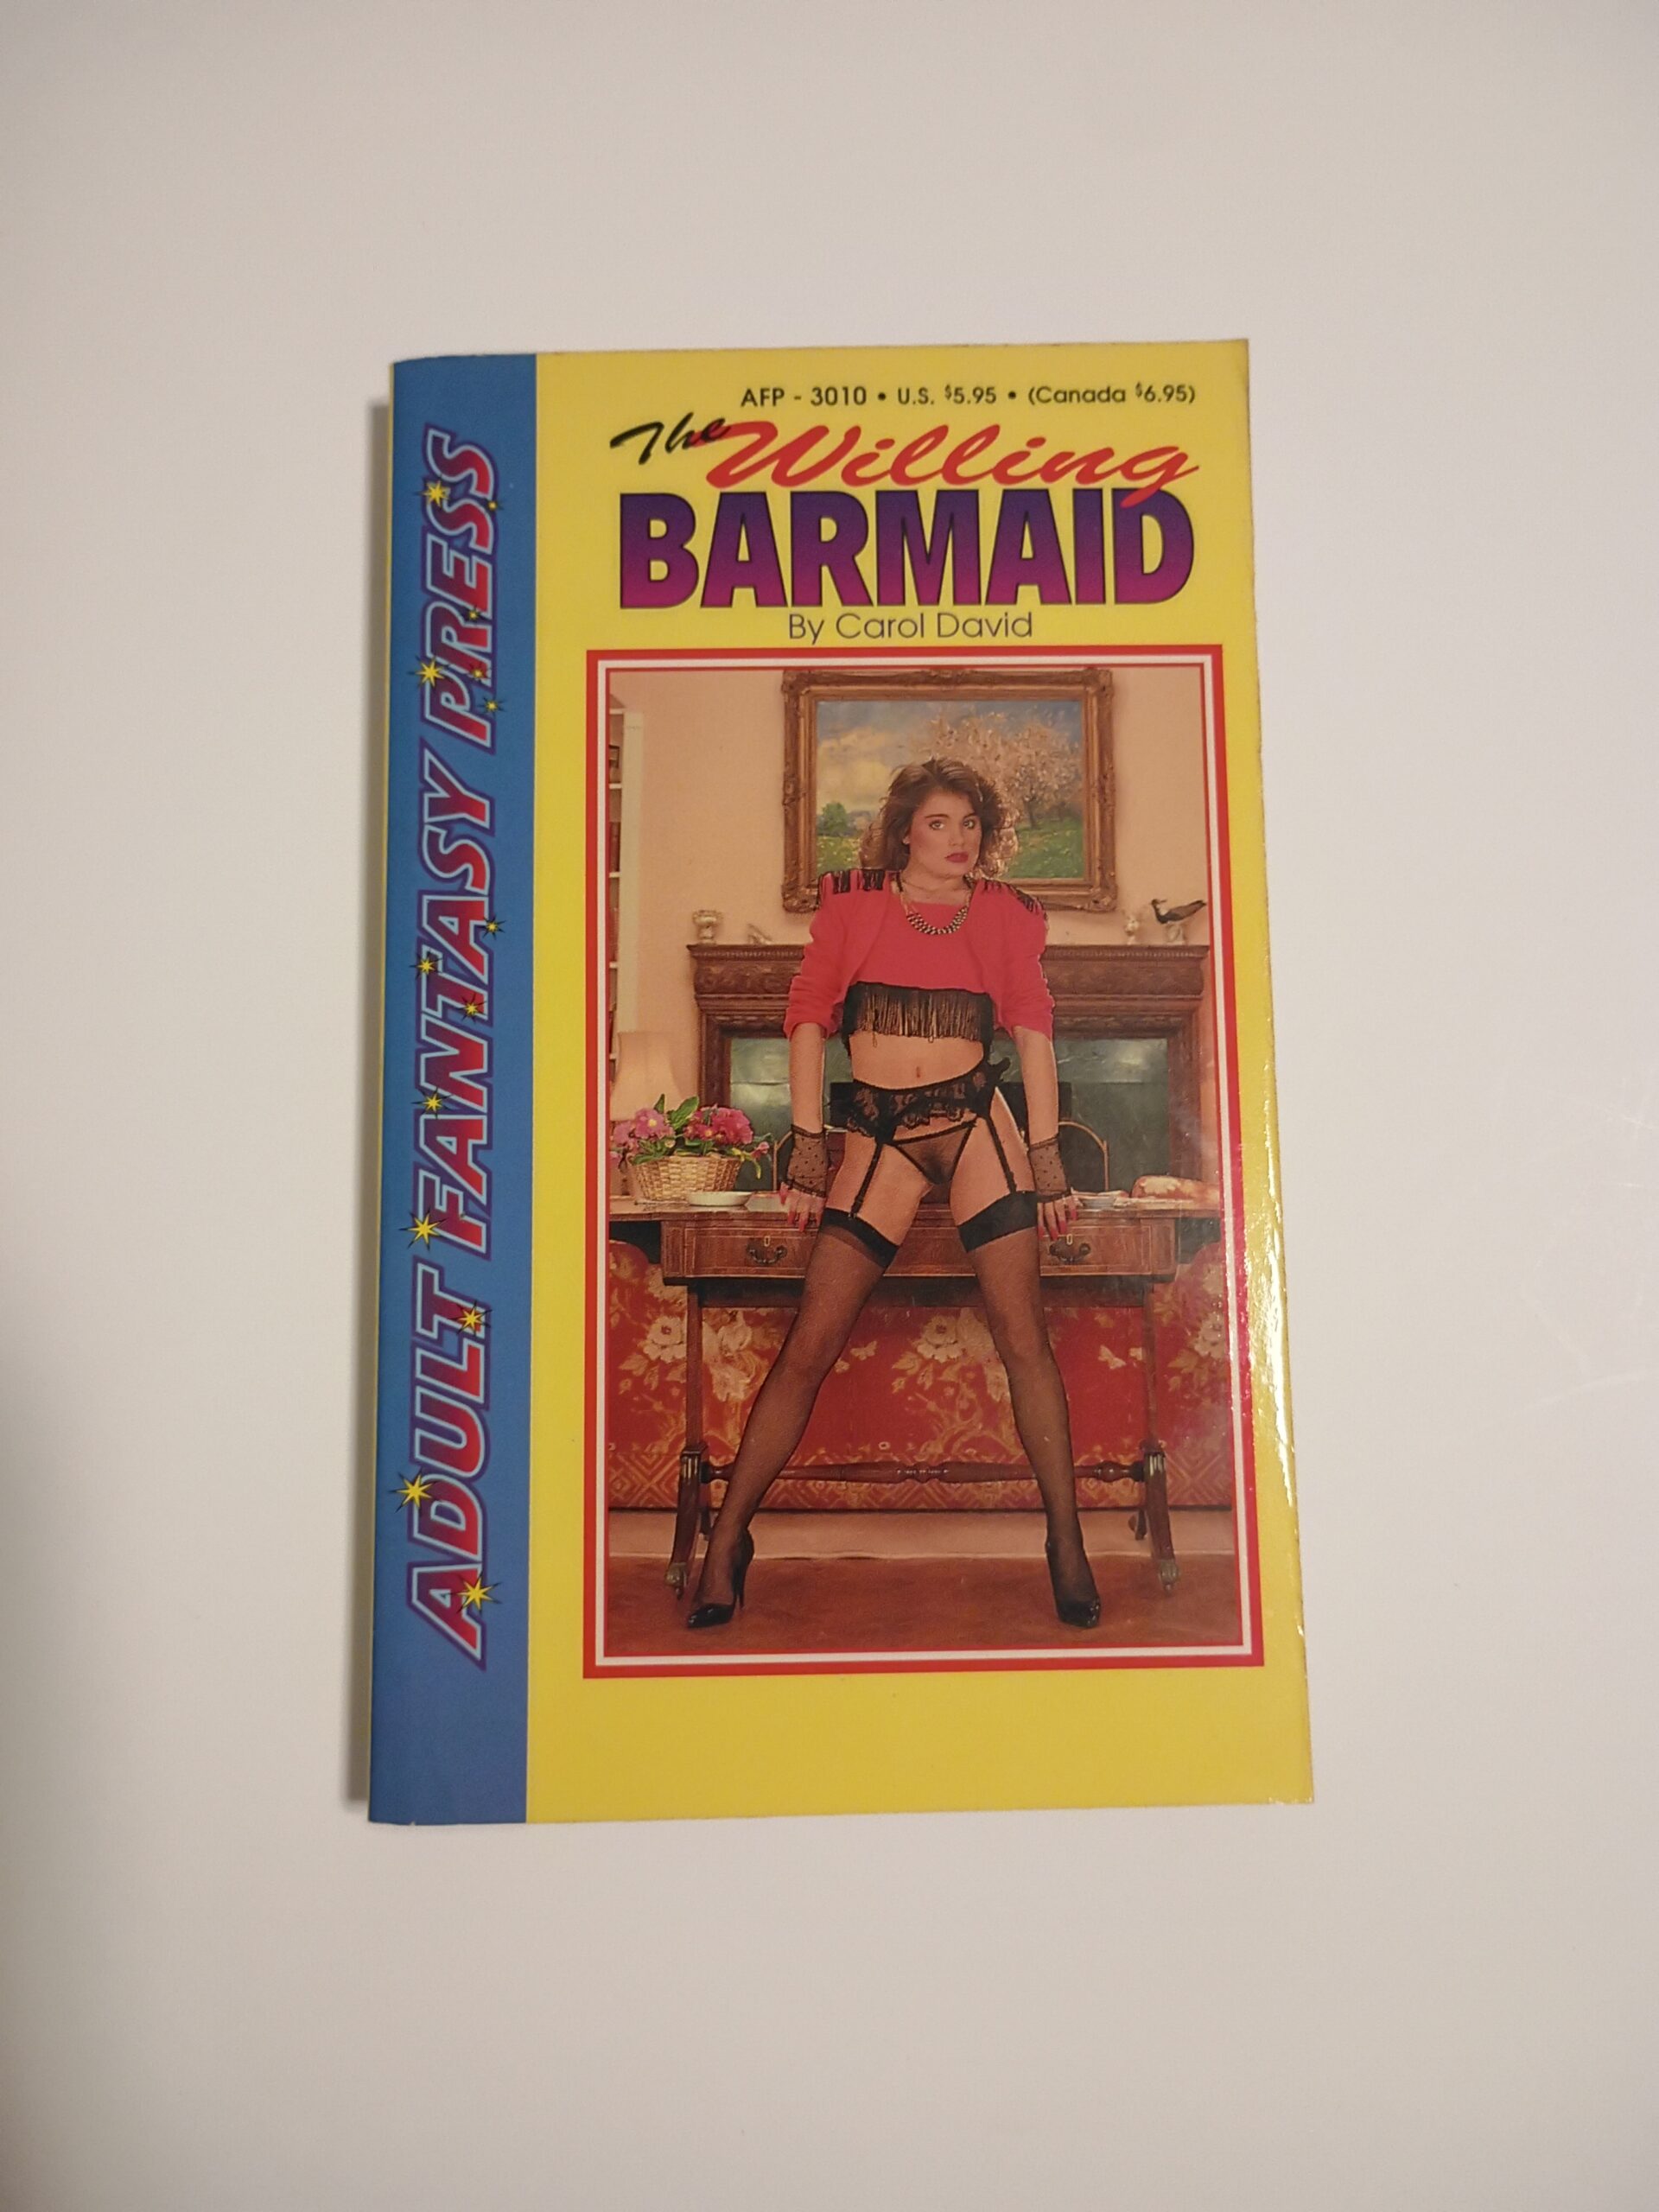 ADULT FANTASY PRESS
AFP - 3010 • U.S. $5.95 • (Canada $6.95)
The Willing
BARMAID
By Carol David